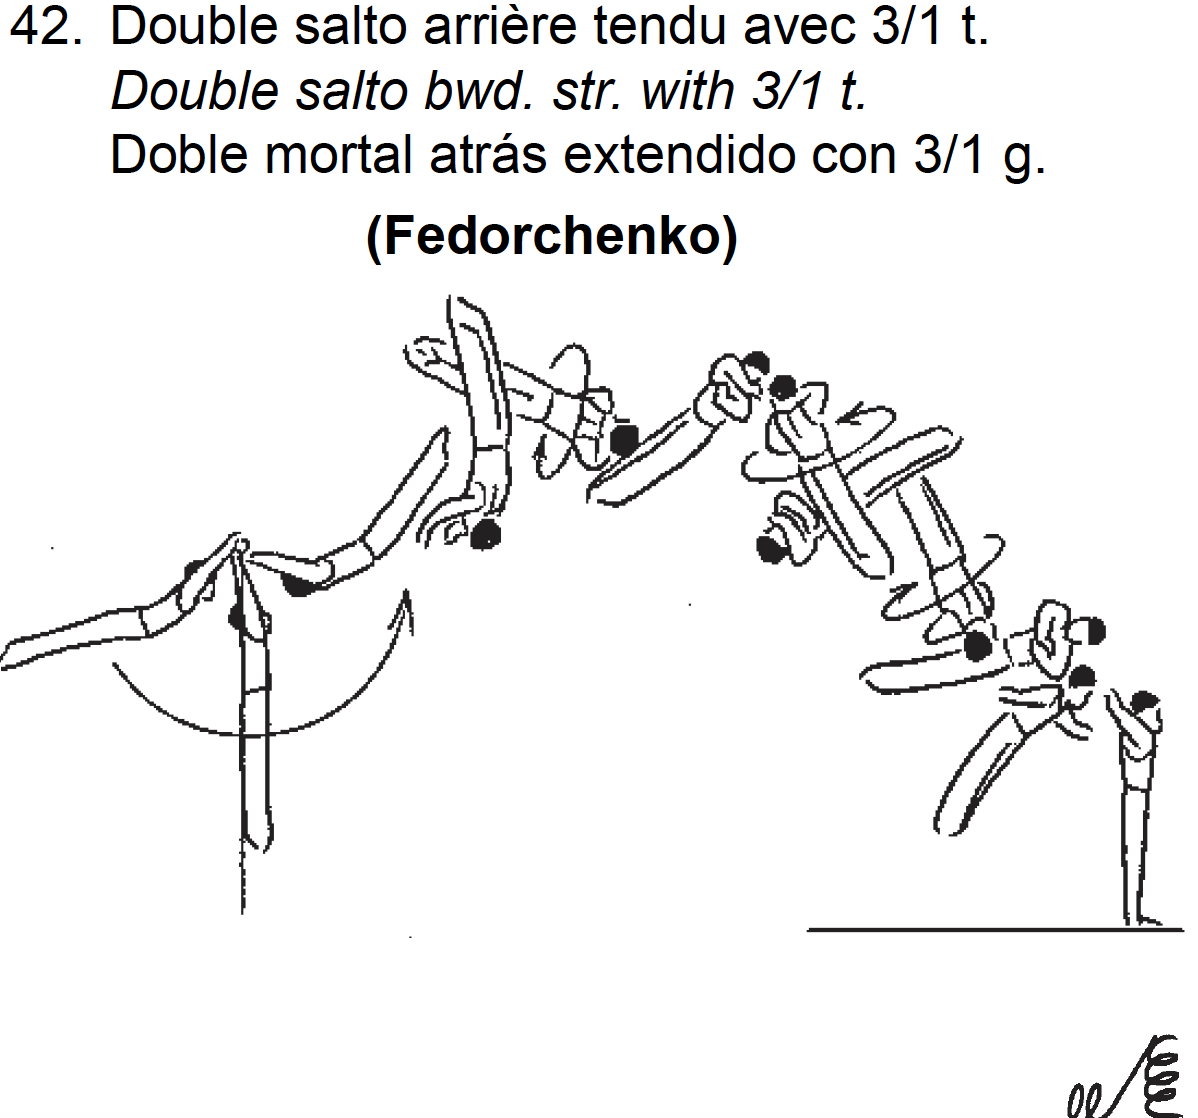 42. Double salto arrière tendu avec 3/1 t.
Double salto bwd. str. with 3/1 t.
Doble mortal atrás extendido con 3/1 g.
(Fedorchenko)